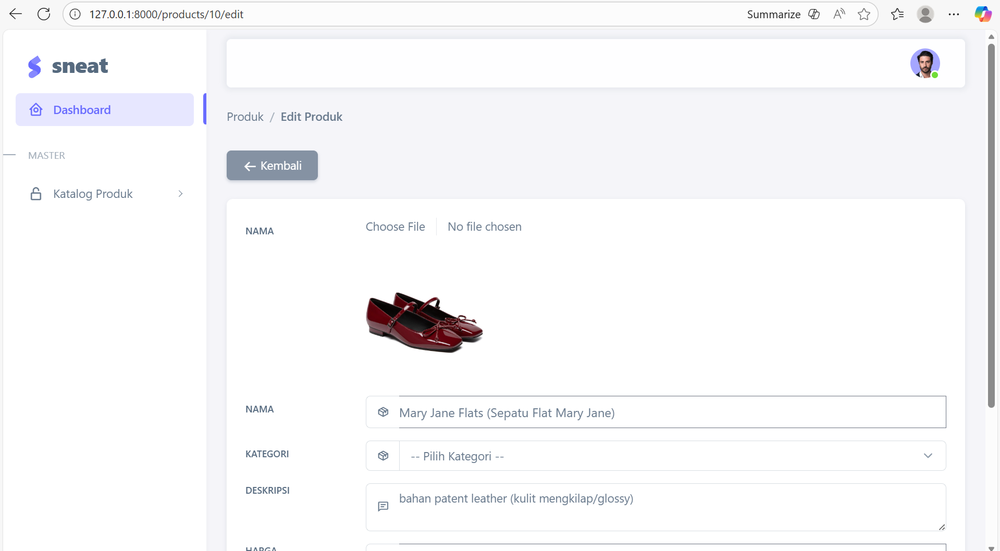 127.0.0.1:8000/products/10/edit
Summarize
sneat
Dashboard
Produk / Edit Produk
MASTER
← Kembali
Katalog Produk
NAMA
Choose File
No file chosen
NAMA
Mary Jane Flats (Sepatu Flat Mary Jane)
KATEGORI
-- Pilih Kategori --
DESKRIPSI
bahan patent leather (kulit mengkilap/glossy)
HARGA